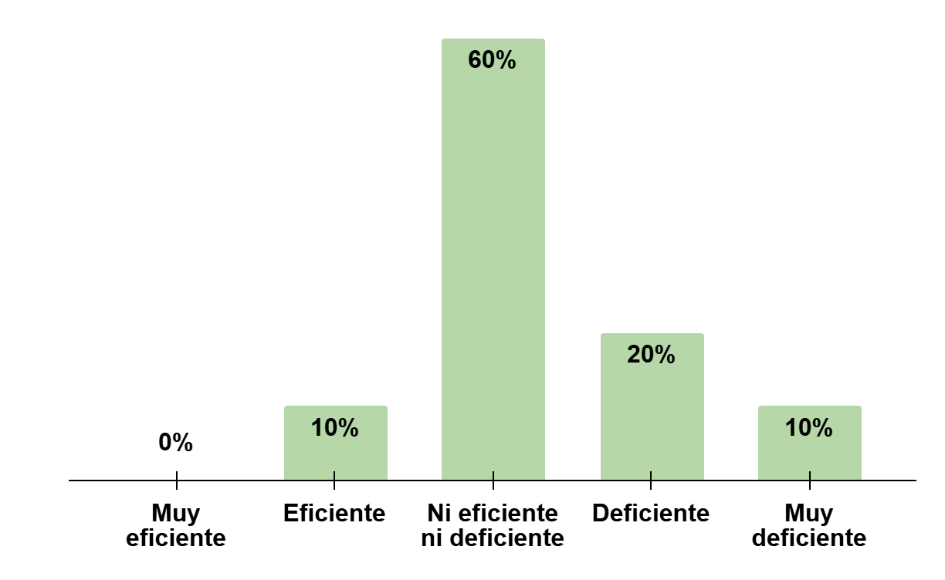 60%
20%
10%
10%
0%
Muy
eficiente
Eficiente
Ni eficiente
ni deficiente
Deficiente
Muy
deficiente